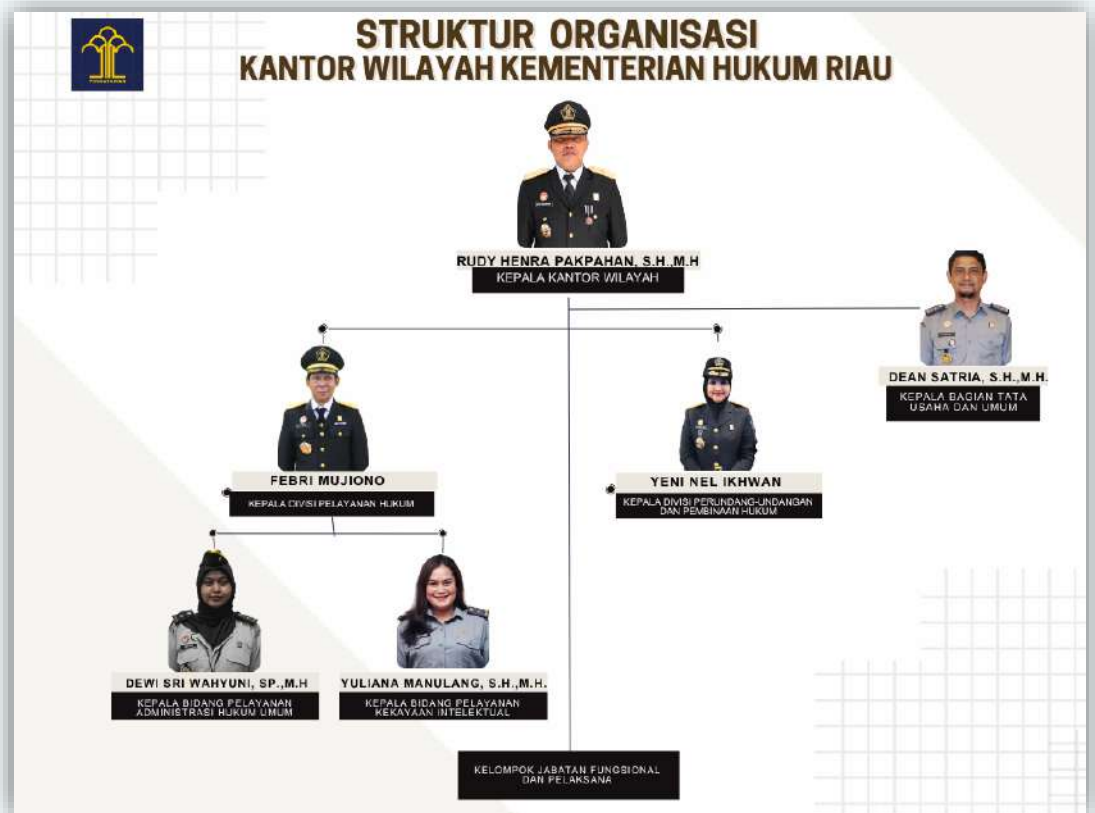 STRUKTUR ORGANISASI
KANTOR WILAYAH KEMENTERIAN HUKUM RIAU
PENGAYOMAN
RUDY HENRA PAKPAHAN, S.H.,M.H
KEPALA KANTOR WILAYAH
DEAN SATRIA, S.H.,M.H.
KEPALA BAGIAN TATA
USAHA DAN UMUM
FEBRI MUJIONO
KEPALA DIVISI PELAYANAN HUKUM
YENI NEL IKHWAN
KEPALA DIVISI PERUNDANG-UNDANGAN
DAN PEMBINAAN HUKUM
DEWI SRI WAHYUNI, SP.,M.H
KEPALA BIDANG PELAYANAN
ADMINISTRASI HUKUM UMUM
YULIANA MANULANG, S.H.,M.H.
KEPALA BIDANG PELAYANAN
KEKAYAAN INTELEKTUAL
KELOMPOK JABATAN FUNGSIONAL
DAN PELAKSANA